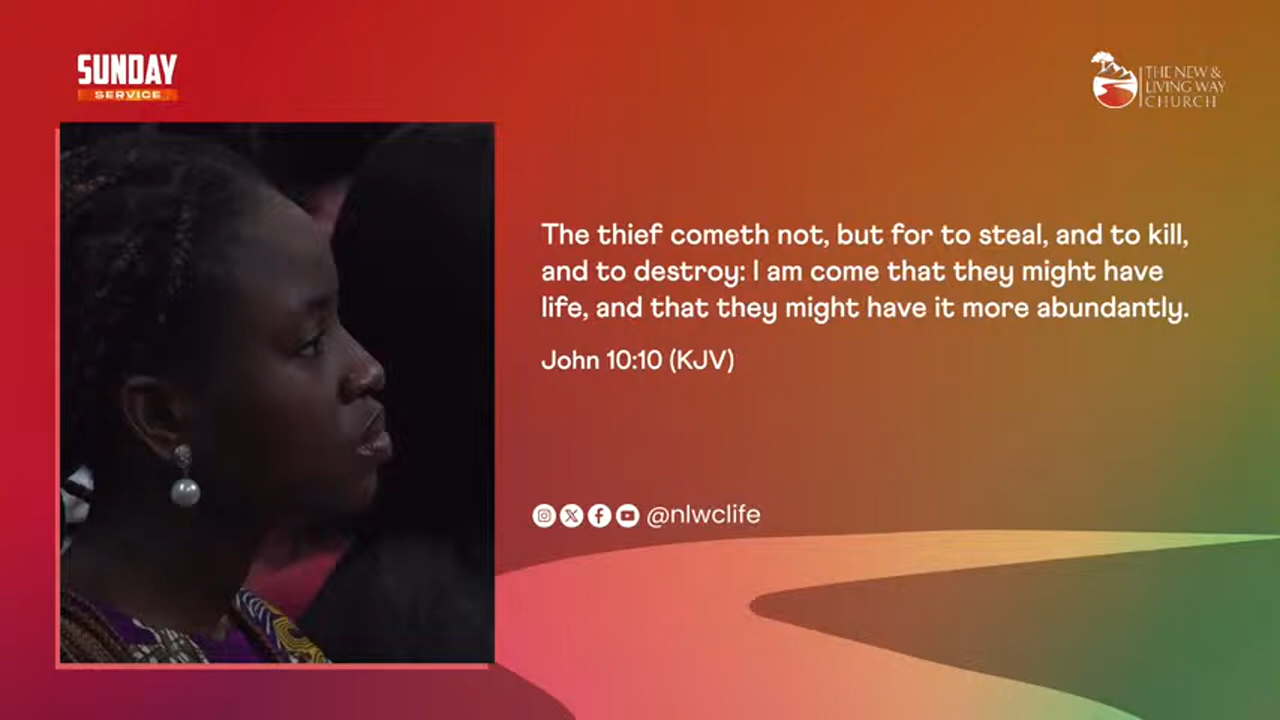 SUNDAY
SERVICE
THE NEW &
LIVING WAY
CHURCH
The thief cometh not, but for to steal, and to kill,
and to destroy: I am come that they might have
life, and that they might have it more abundantly.
John 10:10 (KJV)
@nlwclife